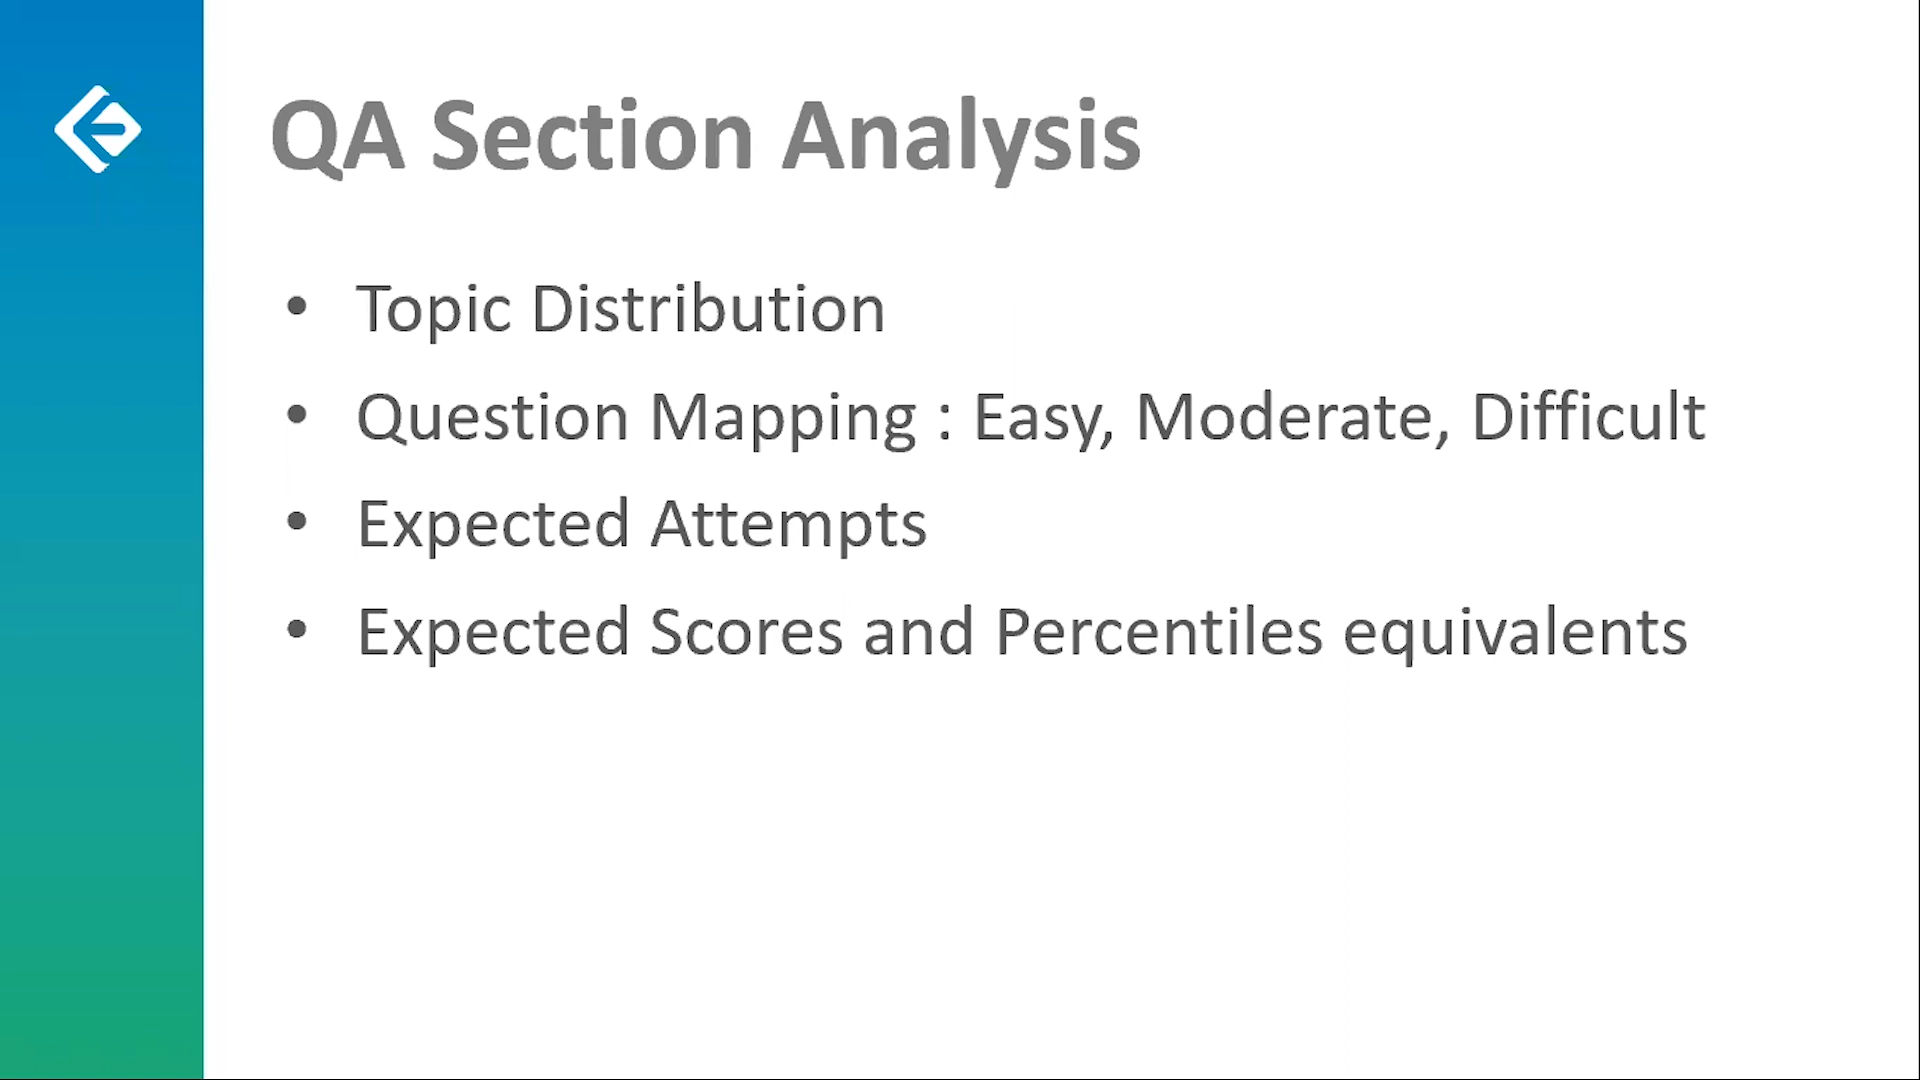 QA Section Analysis
• Topic Distribution
• Question Mapping : Easy, Moderate, Difficult
• Expected Attempts
• Expected Scores and Percentiles equivalents